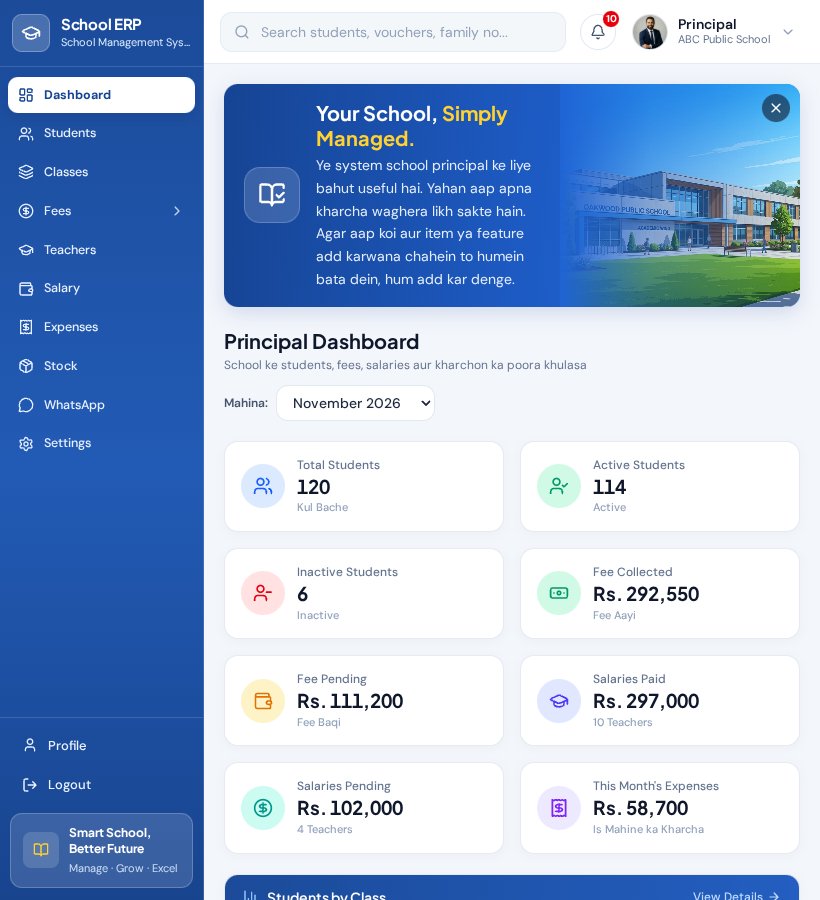 School ERP
School Management Sys...
Dashboard
Students
Classes
Fees
Teachers
Salary
Expenses
Stock
WhatsApp
Settings
Profile
Logout
Smart School,
Better Future
Manage · Grow · Excel
Search students, vouchers, family no...
10
Principal
ABC Public School
Your School, Simply
Managed.
Ye system school principal ke liye
bahut useful hai. Yahan aap apna
kharcha waghera likh sakte hain.
Agar aap koi aur item ya feature
add karwana chahein to humein
bata dein, hum add kar denge.
OAKWOOD PUBLIC SCHOOL
Principal Dashboard
School ke students, fees, salaries aur kharchon ka poora khulasa
Mahina: November 2026
Total Students
120
Kul Bache
Active Students
114
Active
Inactive Students
6
Inactive
Fee Collected
Rs. 292,550
Fee Aayi
Fee Pending
Rs. 111,200
Fee Baqi
Salaries Paid
Rs. 297,000
10 Teachers
Salaries Pending
Rs. 102,000
4 Teachers
This Month's Expenses
Rs. 58,700
Is Mahine ka Kharcha
Students by Class
View Details →